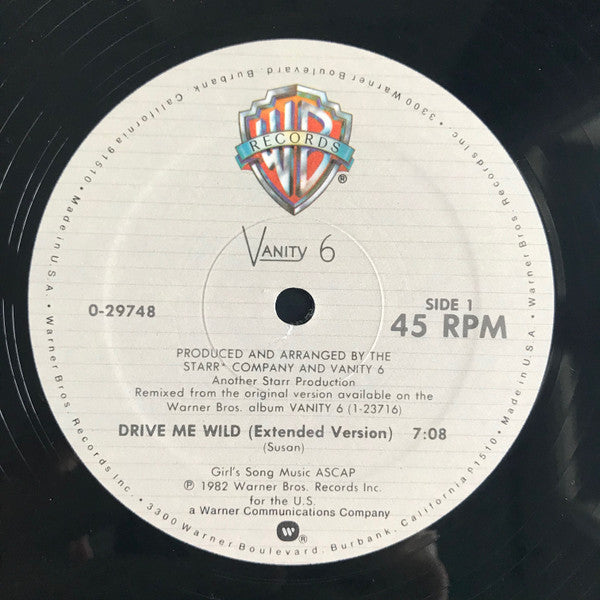 WB
RECORDS
®
VANITY 6
0-29748
SIDE 1
45 RPM
PRODUCED AND ARRANGED BY THE
STARR★ COMPANY AND VANITY 6
Another Starr Production
Remixed from the original version available on the
Warner Bros. album VANITY 6 (1-23716)
DRIVE ME WILD (Extended Version) 7:08
(Susan)
Girl's Song Music ASCAP
℗ 1982 Warner Bros. Records Inc.
for the U.S.
a Warner Communications Company
W ®
• Made in U.S.A. • Warner Bros. Records Inc. • 3300 Warner Boulevard, Burbank, California 91510 • Made in U.S.A. • Warner Bros. Records Inc. • 3300 Warner Boulevard, Burbank, California 91510